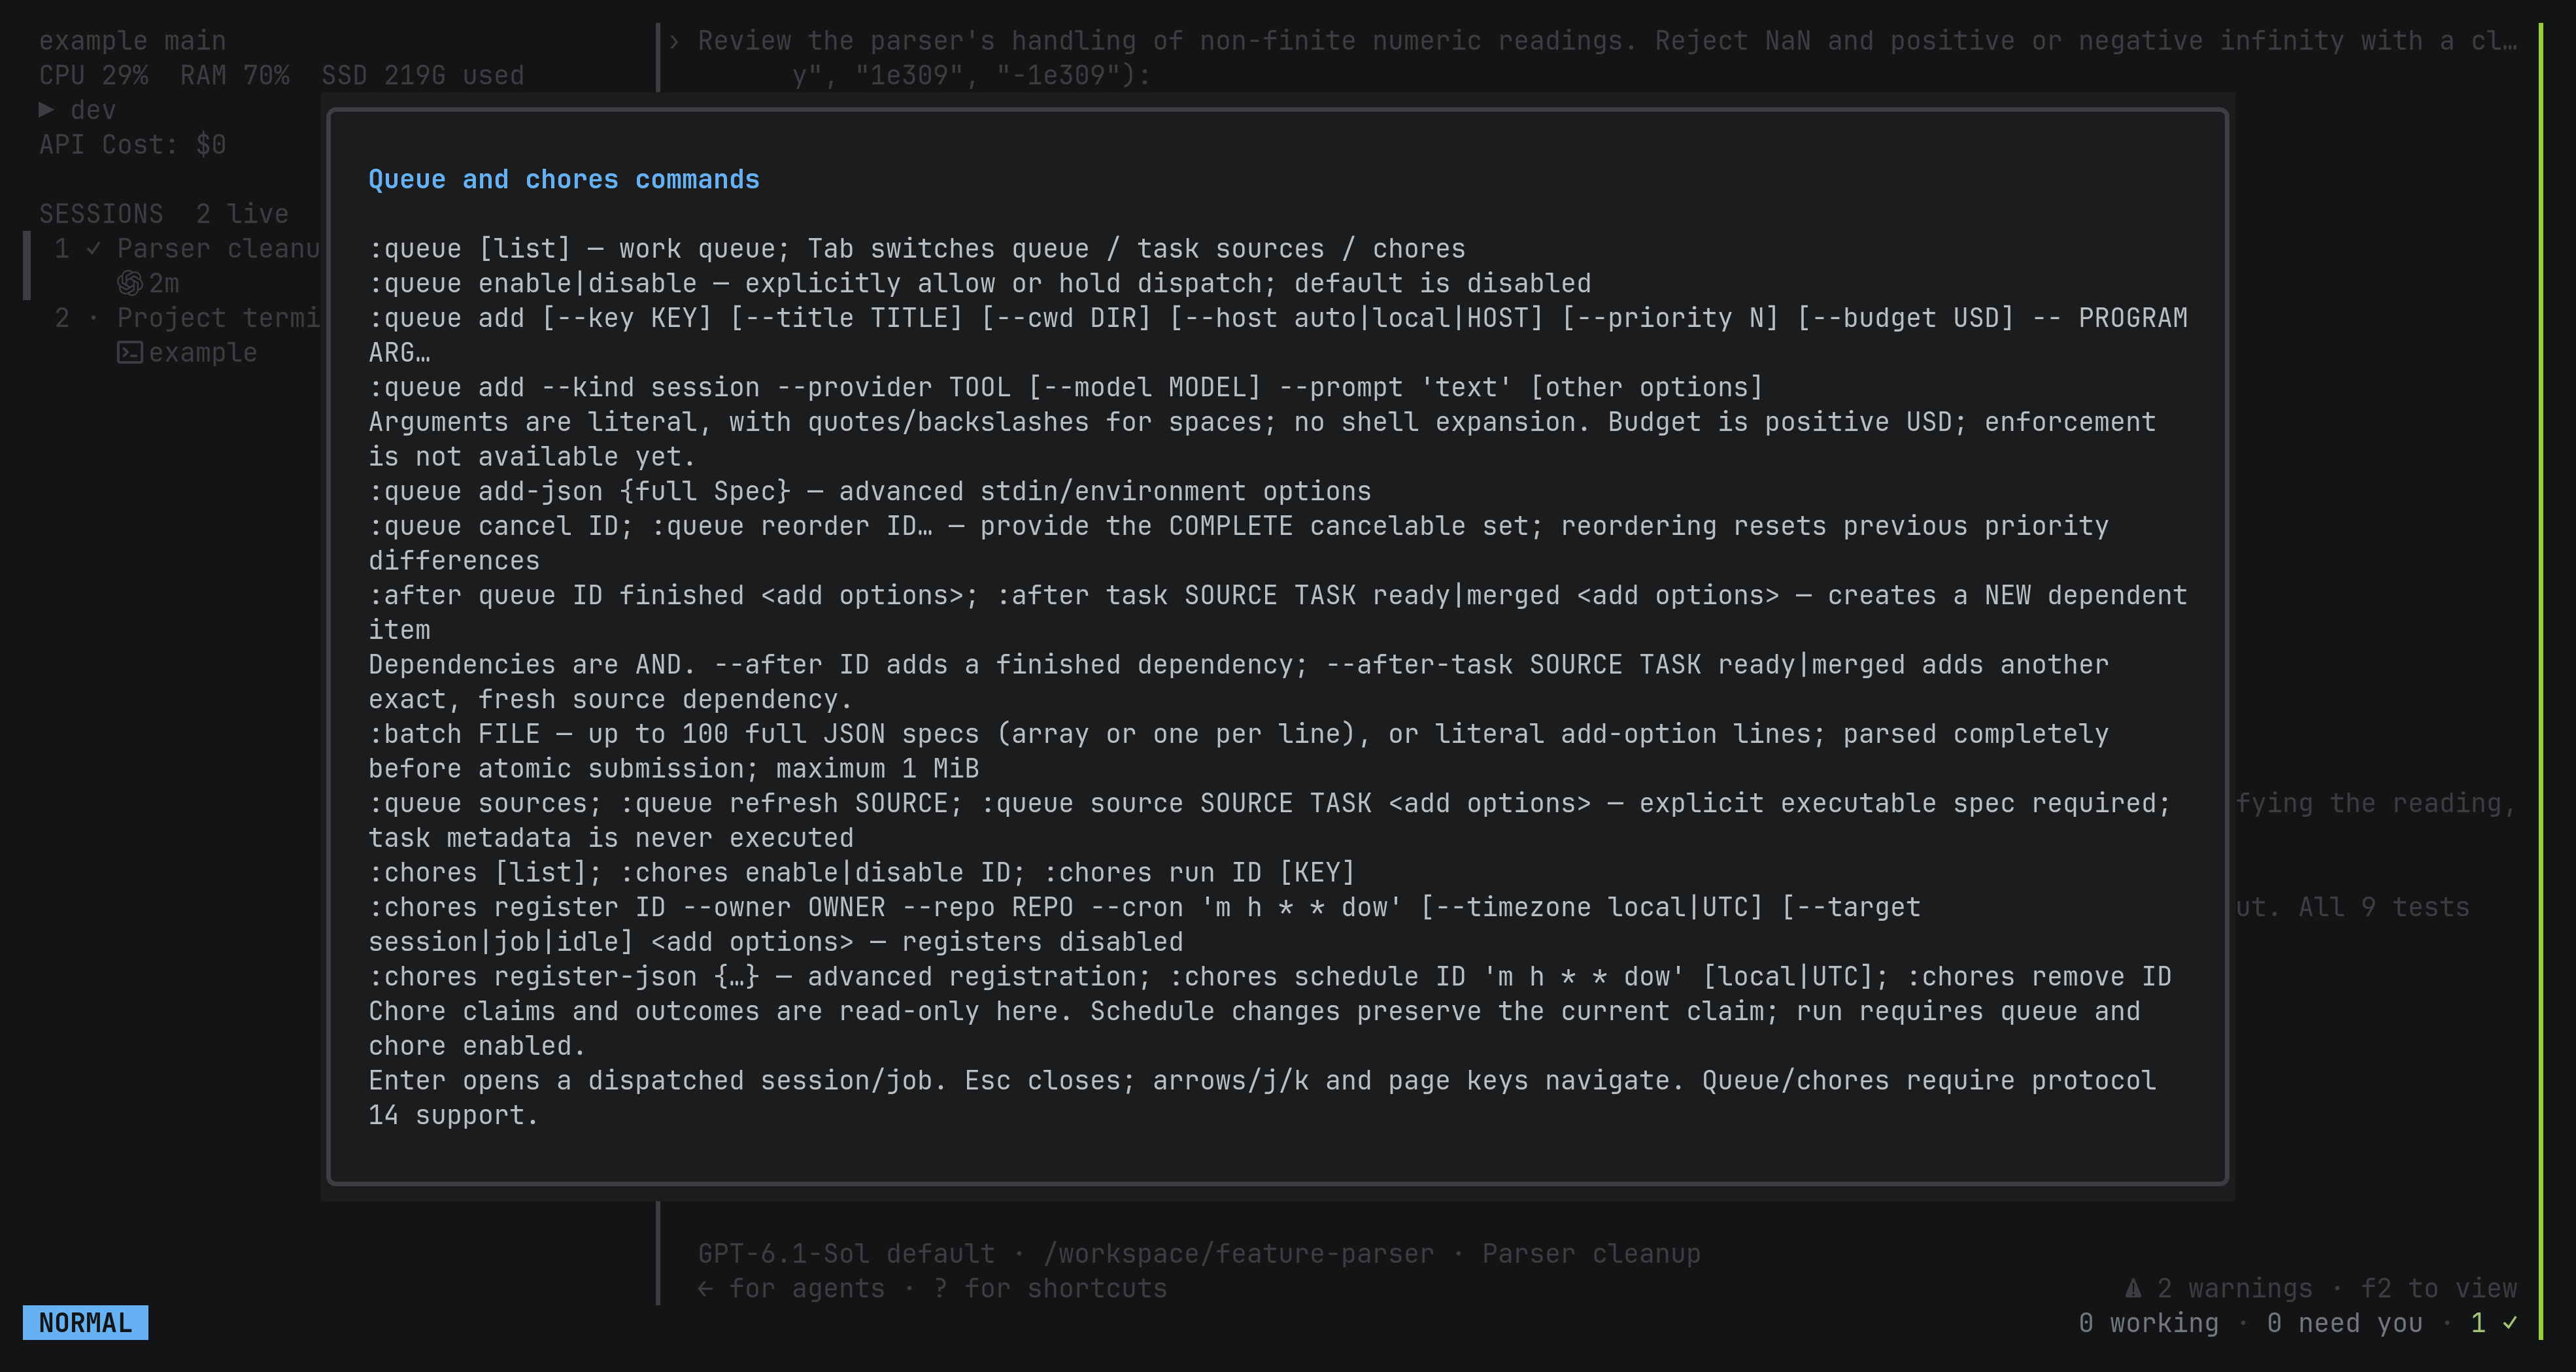 example main
CPU 29%  RAM 70%  SSD 219G used
▶ dev
API Cost: $0
SESSIONS  2 live
1 ✓ Parser cleanu
2m
2 · Project termi
example
› Review the parser's handling of non-finite numeric readings. Reject NaN and positive or negative infinity with a cl…
y", "1e309", "-1e309"):
Queue and chores commands
:queue [list] — work queue; Tab switches queue / task sources / chores
:queue enable|disable — explicitly allow or hold dispatch; default is disabled
:queue add [--key KEY] [--title TITLE] [--cwd DIR] [--host auto|local|HOST] [--priority N] [--budget USD] -- PROGRAM
ARG…
:queue add --kind session --provider TOOL [--model MODEL] --prompt 'text' [other options]
Arguments are literal, with quotes/backslashes for spaces; no shell expansion. Budget is positive USD; enforcement
is not available yet.
:queue add-json {full Spec} — advanced stdin/environment options
:queue cancel ID; :queue reorder ID… — provide the COMPLETE cancelable set; reordering resets previous priority
differences
:after queue ID finished <add options>; :after task SOURCE TASK ready|merged <add options> — creates a NEW dependent
item
Dependencies are AND. --after ID adds a finished dependency; --after-task SOURCE TASK ready|merged adds another
exact, fresh source dependency.
:batch FILE — up to 100 full JSON specs (array or one per line), or literal add-option lines; parsed completely
before atomic submission; maximum 1 MiB
:queue sources; :queue refresh SOURCE; :queue source SOURCE TASK <add options> — explicit executable spec required;
task metadata is never executed
:chores [list]; :chores enable|disable ID; :chores run ID [KEY]
:chores register ID --owner OWNER --repo REPO --cron 'm h * * dow' [--timezone local|UTC] [--target
session|job|idle] <add options> — registers disabled
:chores register-json {…} — advanced registration; :chores schedule ID 'm h * * dow' [local|UTC]; :chores remove ID
Chore claims and outcomes are read-only here. Schedule changes preserve the current claim; run requires queue and
chore enabled.
Enter opens a dispatched session/job. Esc closes; arrows/j/k and page keys navigate. Queue/chores require protocol
14 support.
fying the reading,
ut. All 9 tests
GPT-6.1-Sol default · /workspace/feature-parser · Parser cleanup
← for agents · ? for shortcuts
⚠ 2 warnings · f2 to view
NORMAL
0 working · 0 need you · 1 ✓